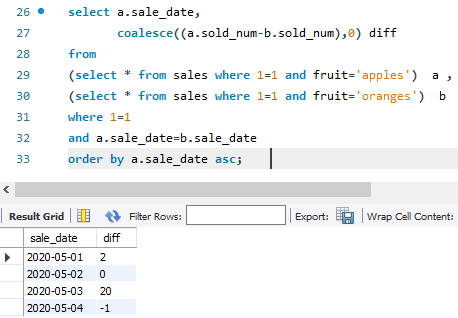 26 select a.sale_date,
27 coalesce((a.sold_num-b.sold_num),0) diff
28 from
29 (select * from sales where 1=1 and fruit='apples') a ,
30 (select * from sales where 1=1 and fruit='oranges') b
31 where 1=1
32 and a.sale_date=b.sale_date
33 order by a.sale_date asc;
Result Grid Filter Rows: Export: Wrap Cell Content:
sale_date diff
2020-05-01 2
2020-05-02 0
2020-05-03 20
2020-05-04 -1